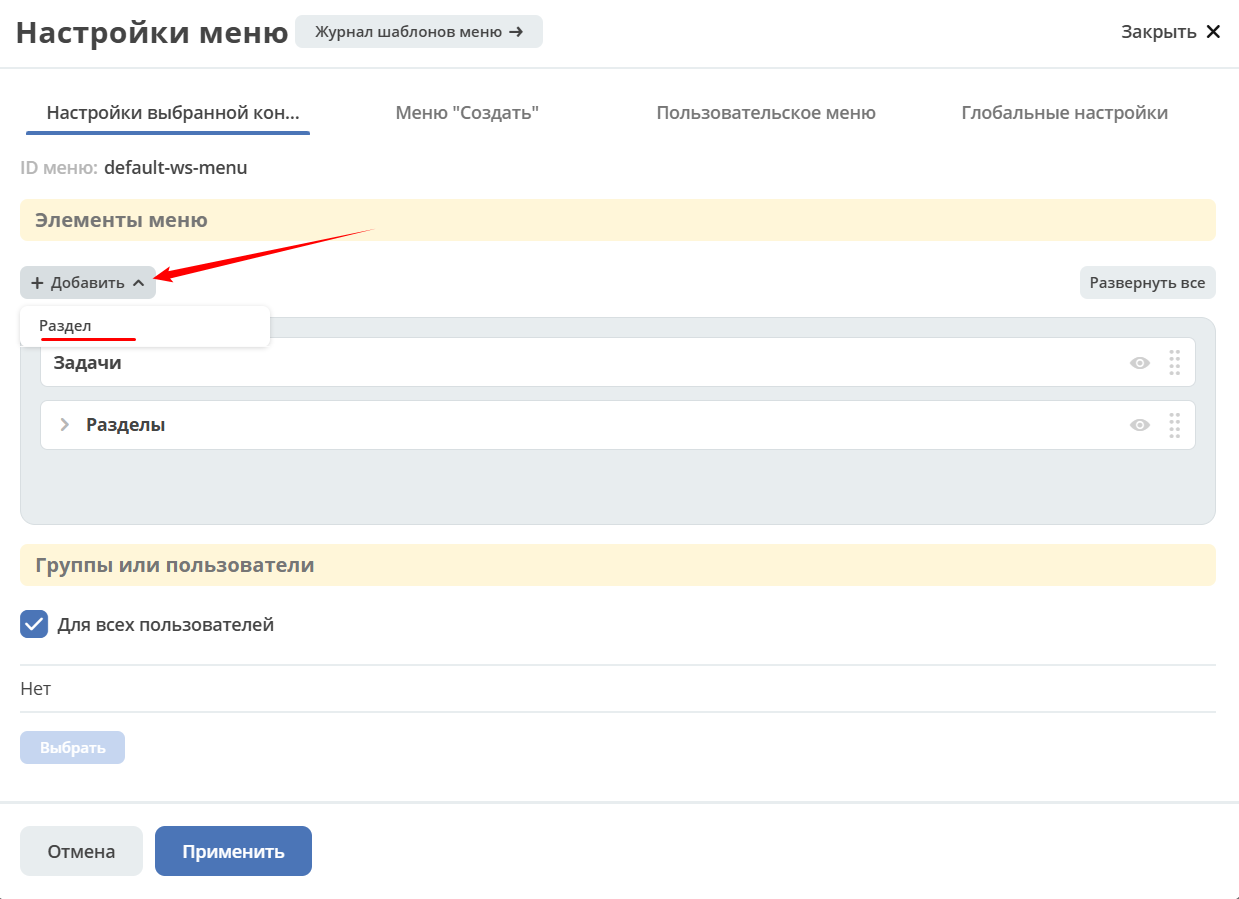 Настройки меню
Журнал шаблонов меню →
Закрыть ✕
Настройки выбранной кон...
Меню "Создать"
Пользовательское меню
Глобальные настройки
ID меню: default-ws-menu
Элементы меню
+ Добавить
Развернуть все
Раздел
Задачи
Разделы
Группы или пользователи
Для всех пользователей
Нет
Выбрать
Отмена
Применить